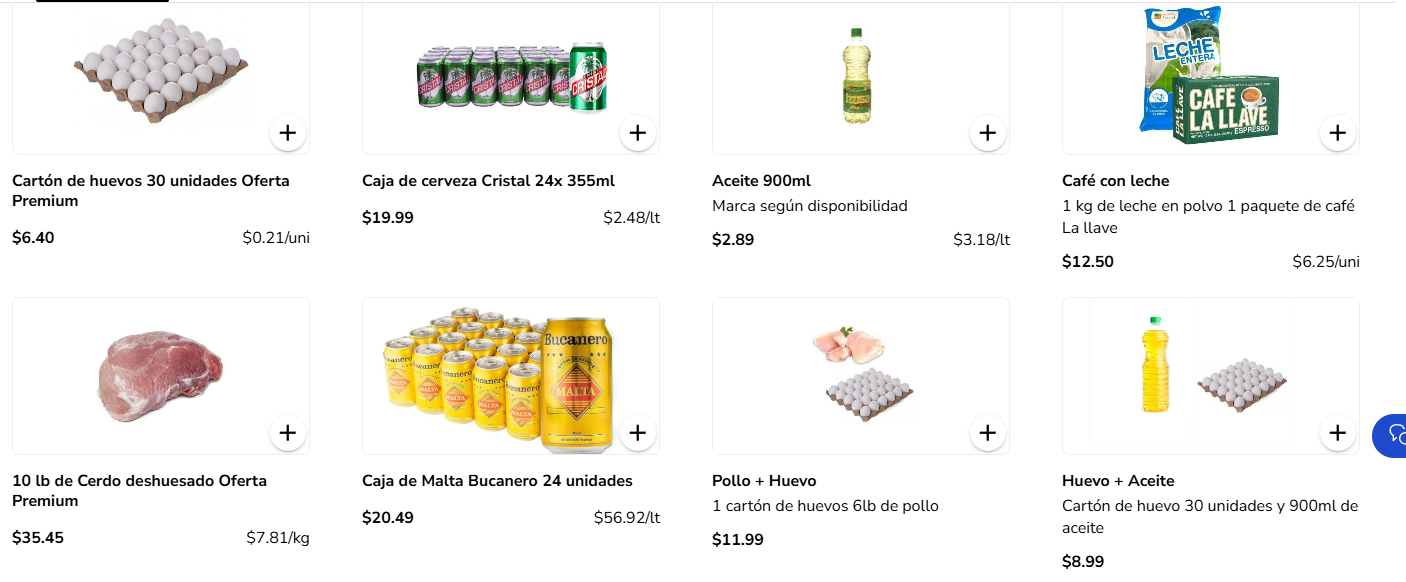 CRISTAL
LECHE
ENTERA
CAFE
LA LLAVE
ESPRESSO
Cartón de huevos 30 unidades Oferta
Premium
$6.40 $0.21/uni
Caja de cerveza Cristal 24x 355ml
$19.99 $2.48/lt
Aceite 900ml
Marca según disponibilidad
$2.89 $3.18/lt
Café con leche
1 kg de leche en polvo 1 paquete de café
La llave
$12.50 $6.25/uni
Bucanero
MALTA
10 lb de Cerdo deshuesado Oferta
Premium
$35.45 $7.81/kg
Caja de Malta Bucanero 24 unidades
$20.49 $56.92/lt
Pollo + Huevo
1 cartón de huevos 6lb de pollo
$11.99
Huevo + Aceite
Cartón de huevo 30 unidades y 900ml de
aceite
$8.99